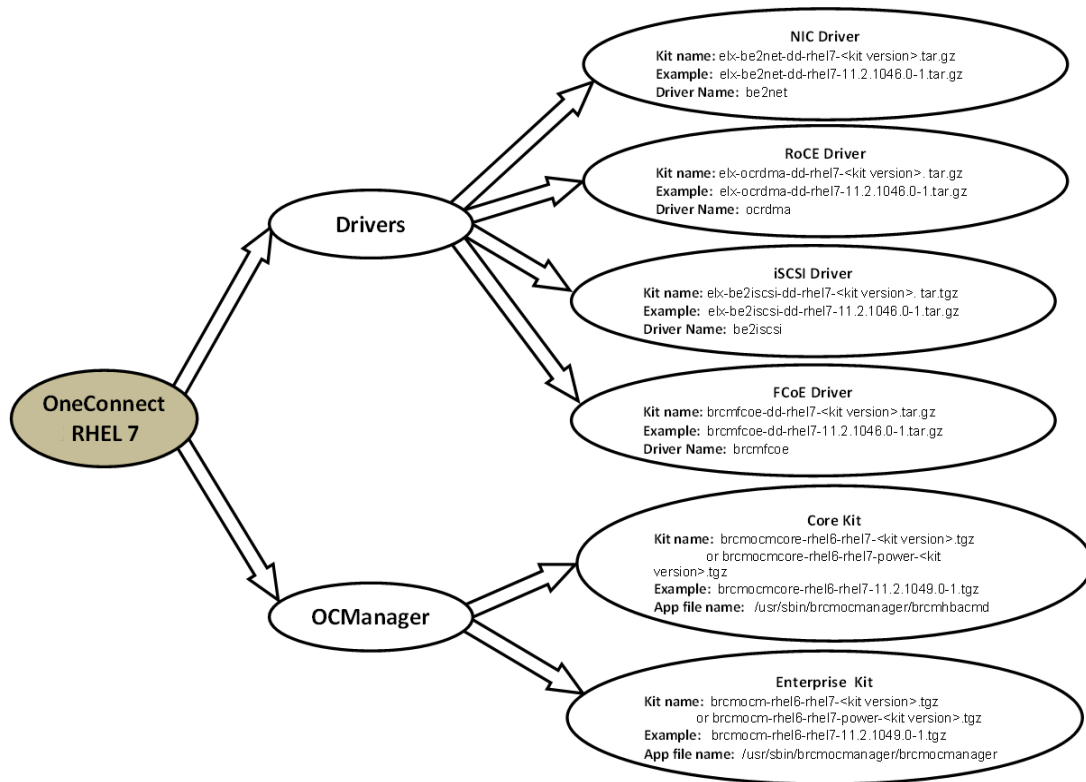 NIC Driver
Kit name: elx-be2net-dd-rhel7-<kit version>.tar.gz
Example: elx-be2net-dd-rhel7-11.2.1046.0-1.tar.gz
Driver Name: be2net
RoCE Driver
Kit name: elx-ocrdma-dd-rhel7-<kit version>. tar.gz
Example: elx-ocrdma-dd-rhel7-11.2.1046.0-1.tar.gz
Driver Name: ocrdma
Drivers
iSCSI Driver
Kit name: elx-be2iscsi-dd-rhel7-<kit version>. tar.tgz
Example: elx-be2iscsi-dd-rhel7-11.2.1046.0-1.tar.gz
Driver Name: be2iscsi
FCoE Driver
Kit name: brcmfcoe-dd-rhel7-<kit version>.tar.gz
Example: brcmfcoe-dd-rhel7-11.2.1046.0-1.tar.gz
Driver Name: brcmfcoe
OneConnect
RHEL 7
Core Kit
Kit name: brcmocmcore-rhel6-rhel7-<kit version>.tgz
or brcmocmcore-rhel6-rhel7-power-<kit
version>.tgz
Example: brcmocmcore-rhel6-rhel7-11.2.1049.0-1.tgz
App file name: /usr/sbin/brcmocmanager/brcmhbacmd
OCManager
Enterprise Kit
Kit name: brcmocm-rhel6-rhel7-<kit version>.tgz
or brcmocm-rhel6-rhel7-power-<kit version>.tgz
Example: brcmocm-rhel6-rhel7-11.2.1049.0-1.tgz
App file name: /usr/sbin/brcmocmanager/brcmocmanager